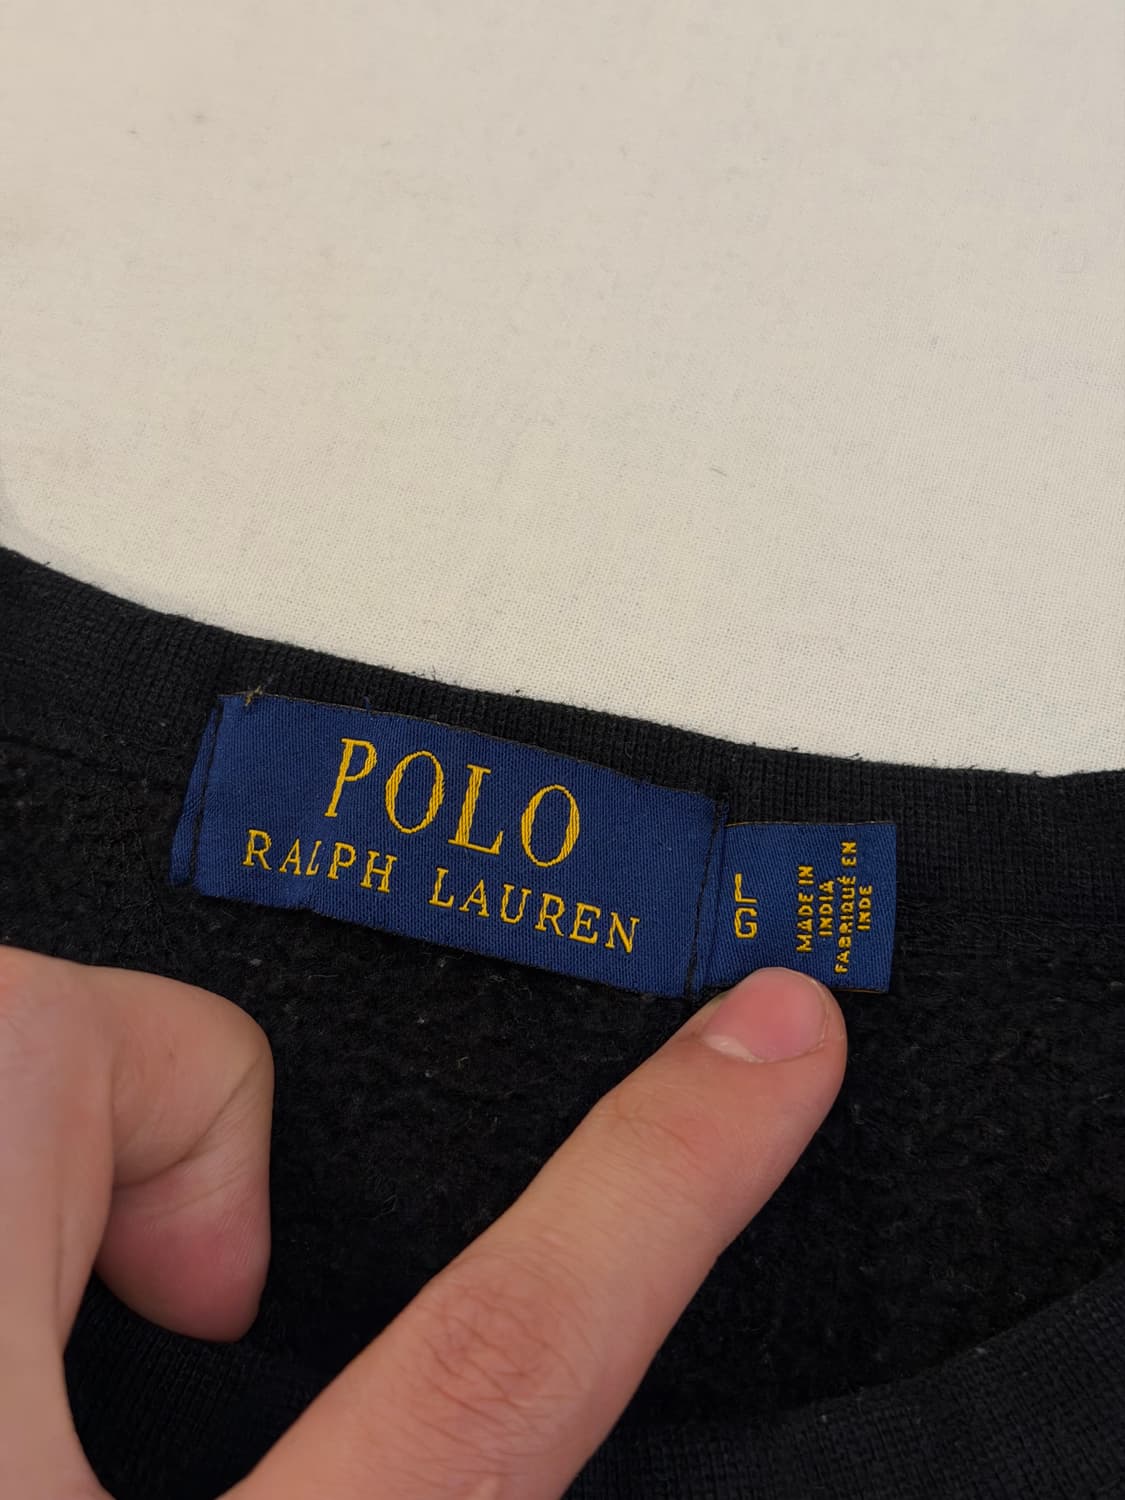 POLO
RALPH LAUREN
L
G
MADE IN
INDIA
FABRIQUÉ EN
INDE